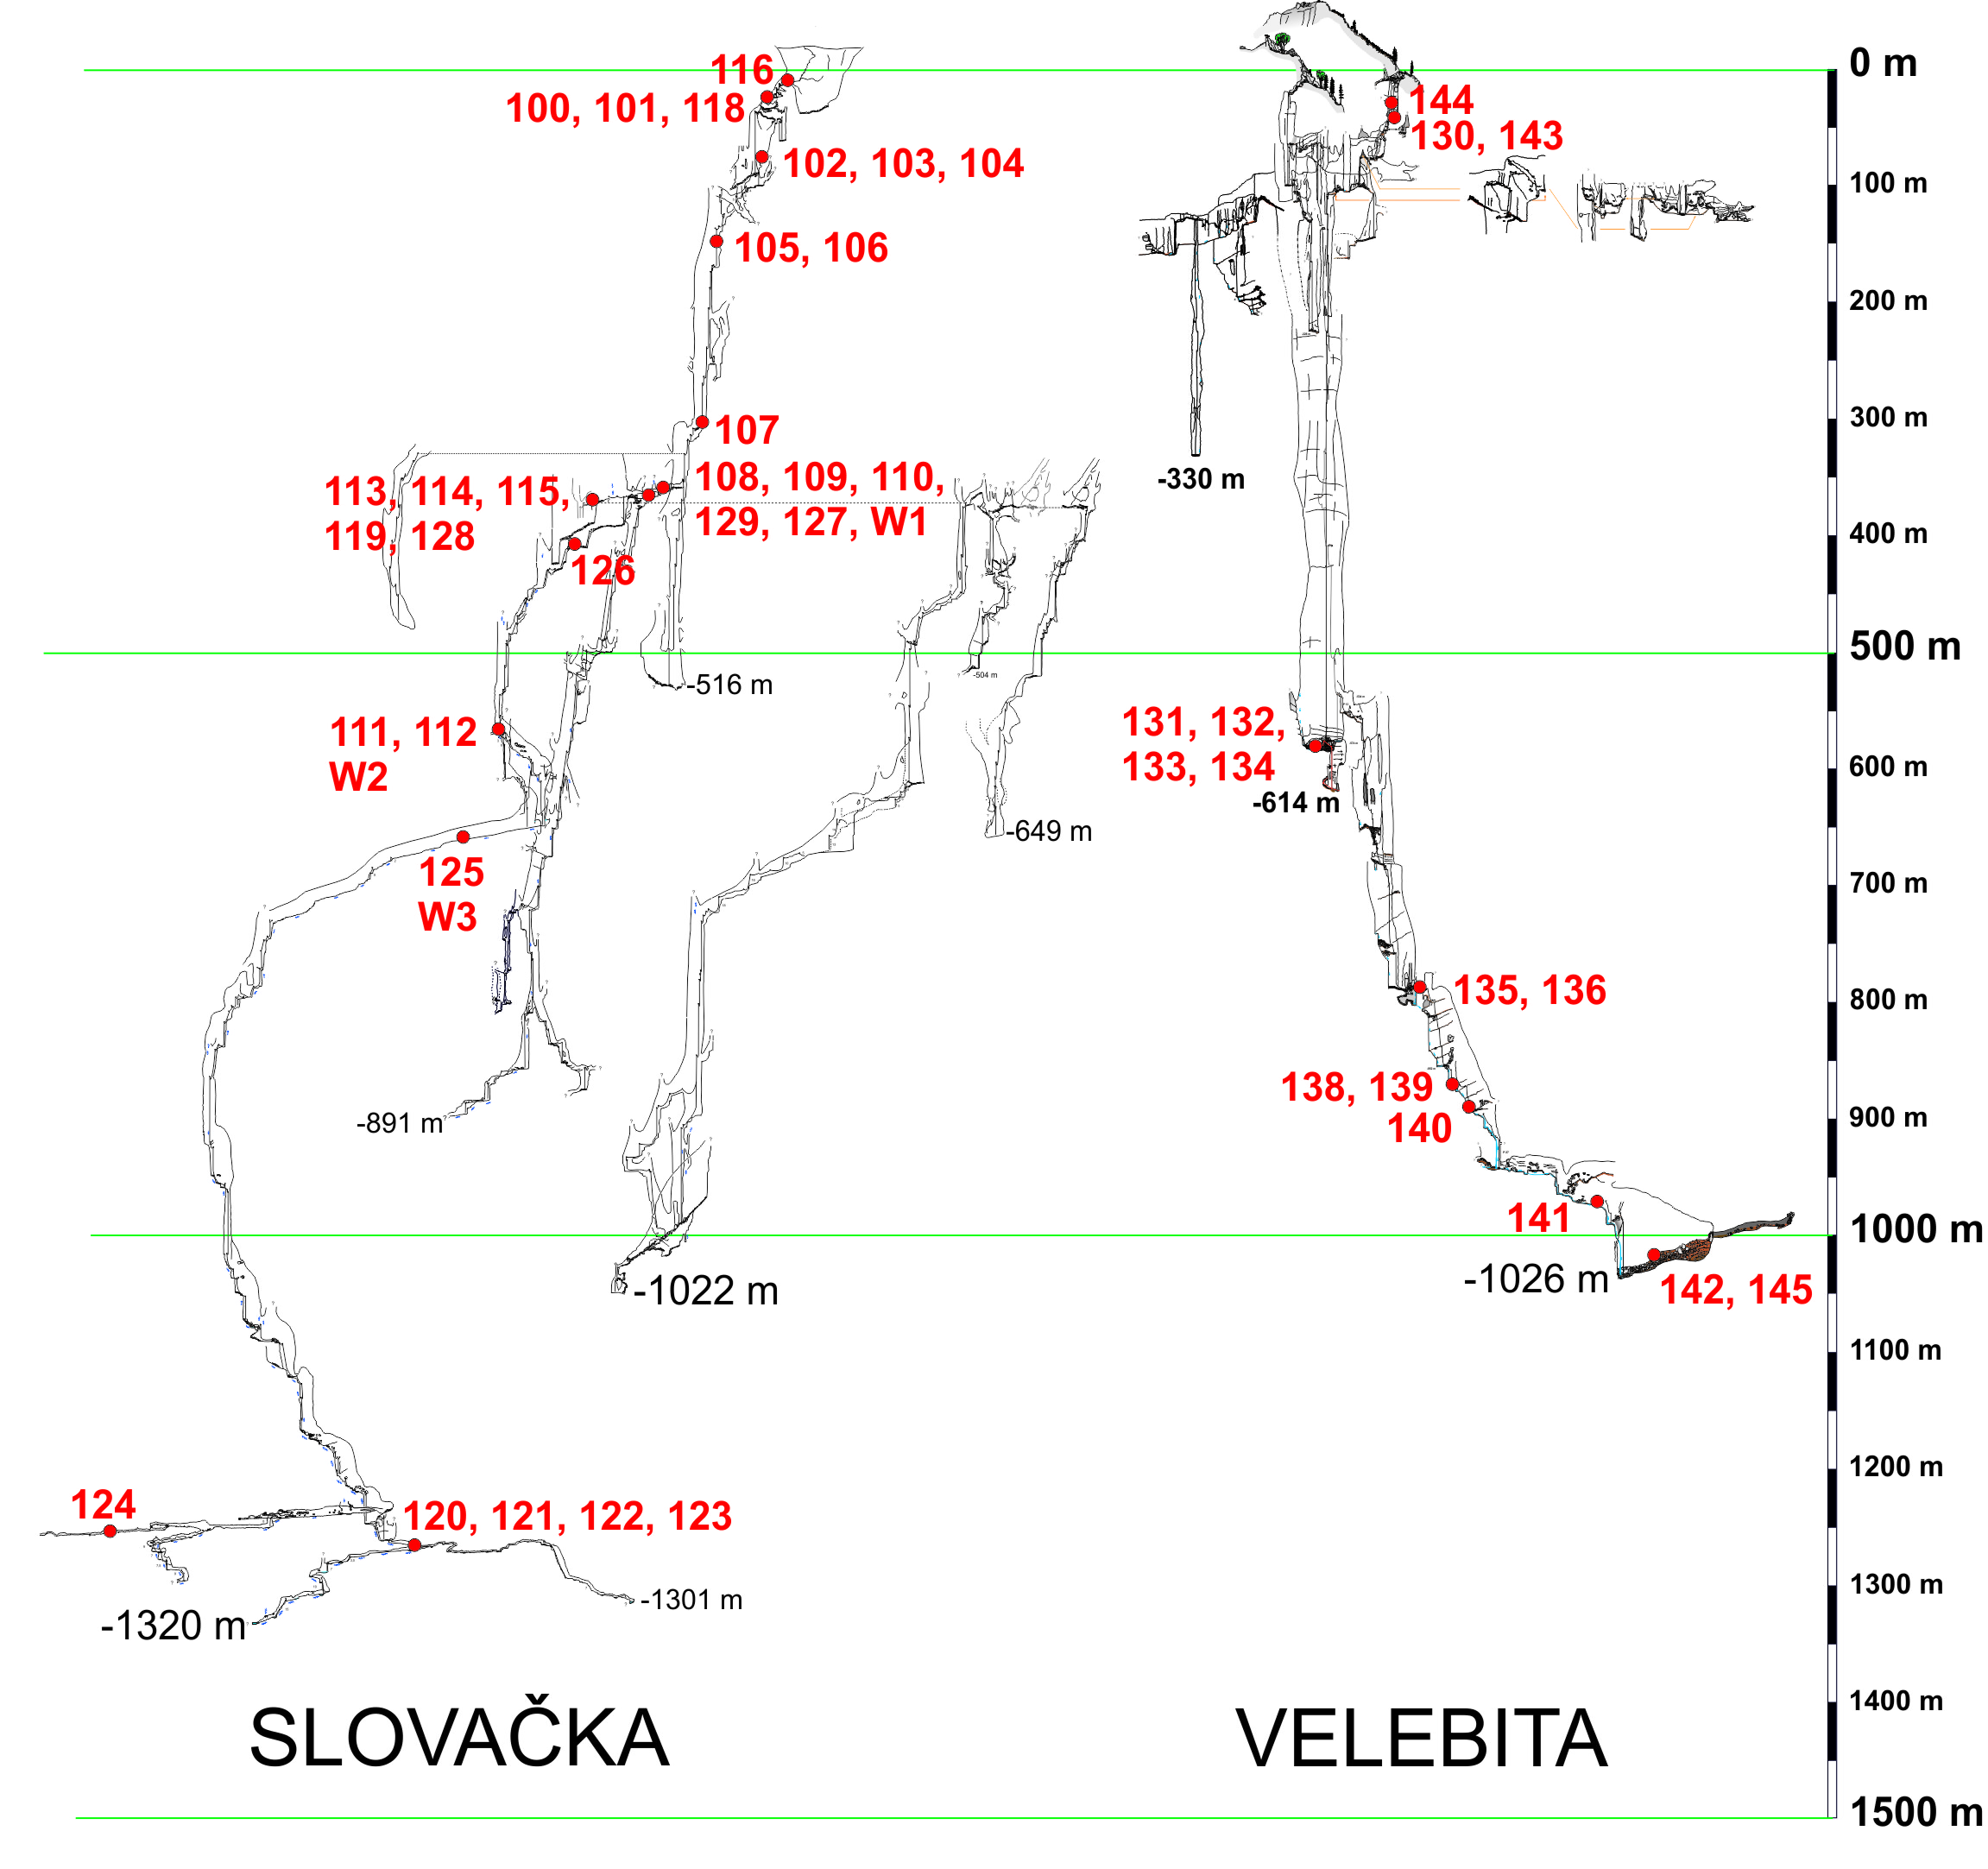 0 m
116
100, 101, 118
144
130, 143
102, 103, 104
100 m
105, 106
200 m
300 m
107
-330 m
108, 109, 110,
129, 127, W1
113, 114, 115,
119, 128
400 m
126
500 m
-504 m
-516 m
111, 112
W2
131, 132,
133, 134
600 m
-614 m
-649 m
125
W3
700 m
135, 136
800 m
138, 139
140
900 m
-891 m
141
1000 m
-1022 m
-1026 m
142, 145
1100 m
1200 m
124
120, 121, 122, 123
1300 m
-1301 m
-1320 m
1400 m
SLOVAČKA
VELEBITA
1500 m